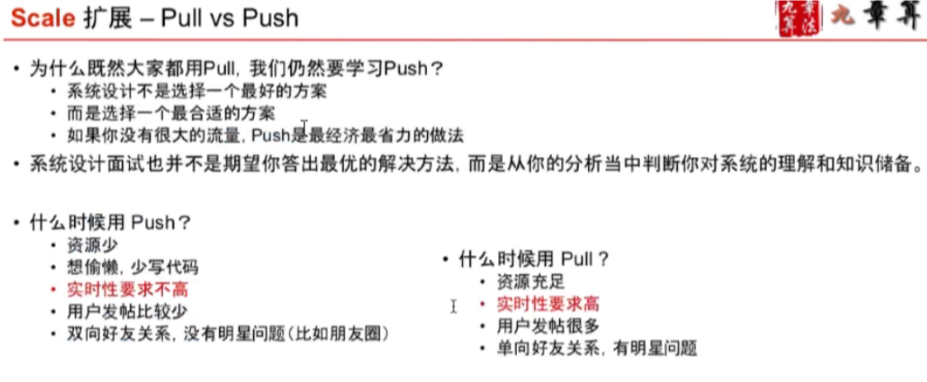 Scale 扩展 – Pull vs Push
九章算法
九章算
• 为什么既然大家都用Pull, 我们仍然要学习Push？
• 系统设计不是选择一个最好的方案
• 而是选择一个最合适的方案
• 如果你没有很大的流量, Push是最经济最省力的做法
• 系统设计面试也并不是期望你答出最优的解决方法, 而是从你的分析当中判断你对系统的理解和知识储备。
• 什么时候用 Push？
• 资源少
• 想偷懒, 少写代码
• 实时性要求不高
• 用户发帖比较少
• 双向好友关系, 没有明星问题(比如朋友圈)
• 什么时候用 Pull？
• 资源充足
• 实时性要求高
• 用户发帖很多
• 单向好友关系, 有明星问题